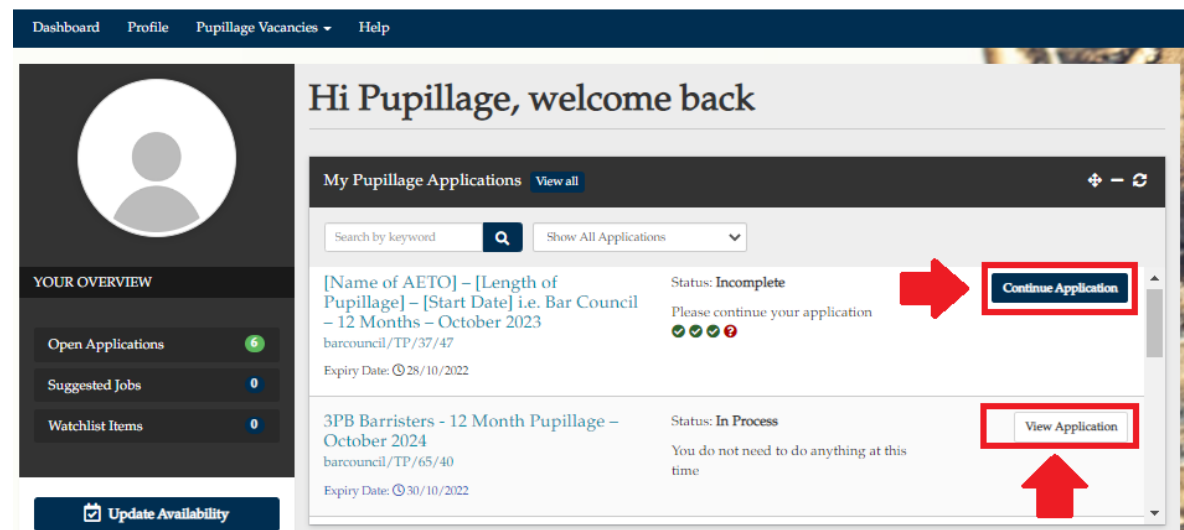 Dashboard Profile Pupillage Vacancies Help
Hi Pupillage, welcome back
My Pupillage Applications View all
Search by keyword Show All Applications
YOUR OVERVIEW
Open Applications 6
Suggested Jobs 0
Watchlist Items 0
Update Availability
[Name of AETO] – [Length of
Pupillage] – [Start Date] i.e. Bar Council
– 12 Months – October 2023
barcouncil/TP/37/47
Expiry Date: 28/10/2022
Status: Incomplete
Please continue your application
Continue Application
3PB Barristers - 12 Month Pupillage –
October 2024
barcouncil/TP/65/40
Expiry Date: 30/10/2022
Status: In Process
You do not need to do anything at this
time
View Application